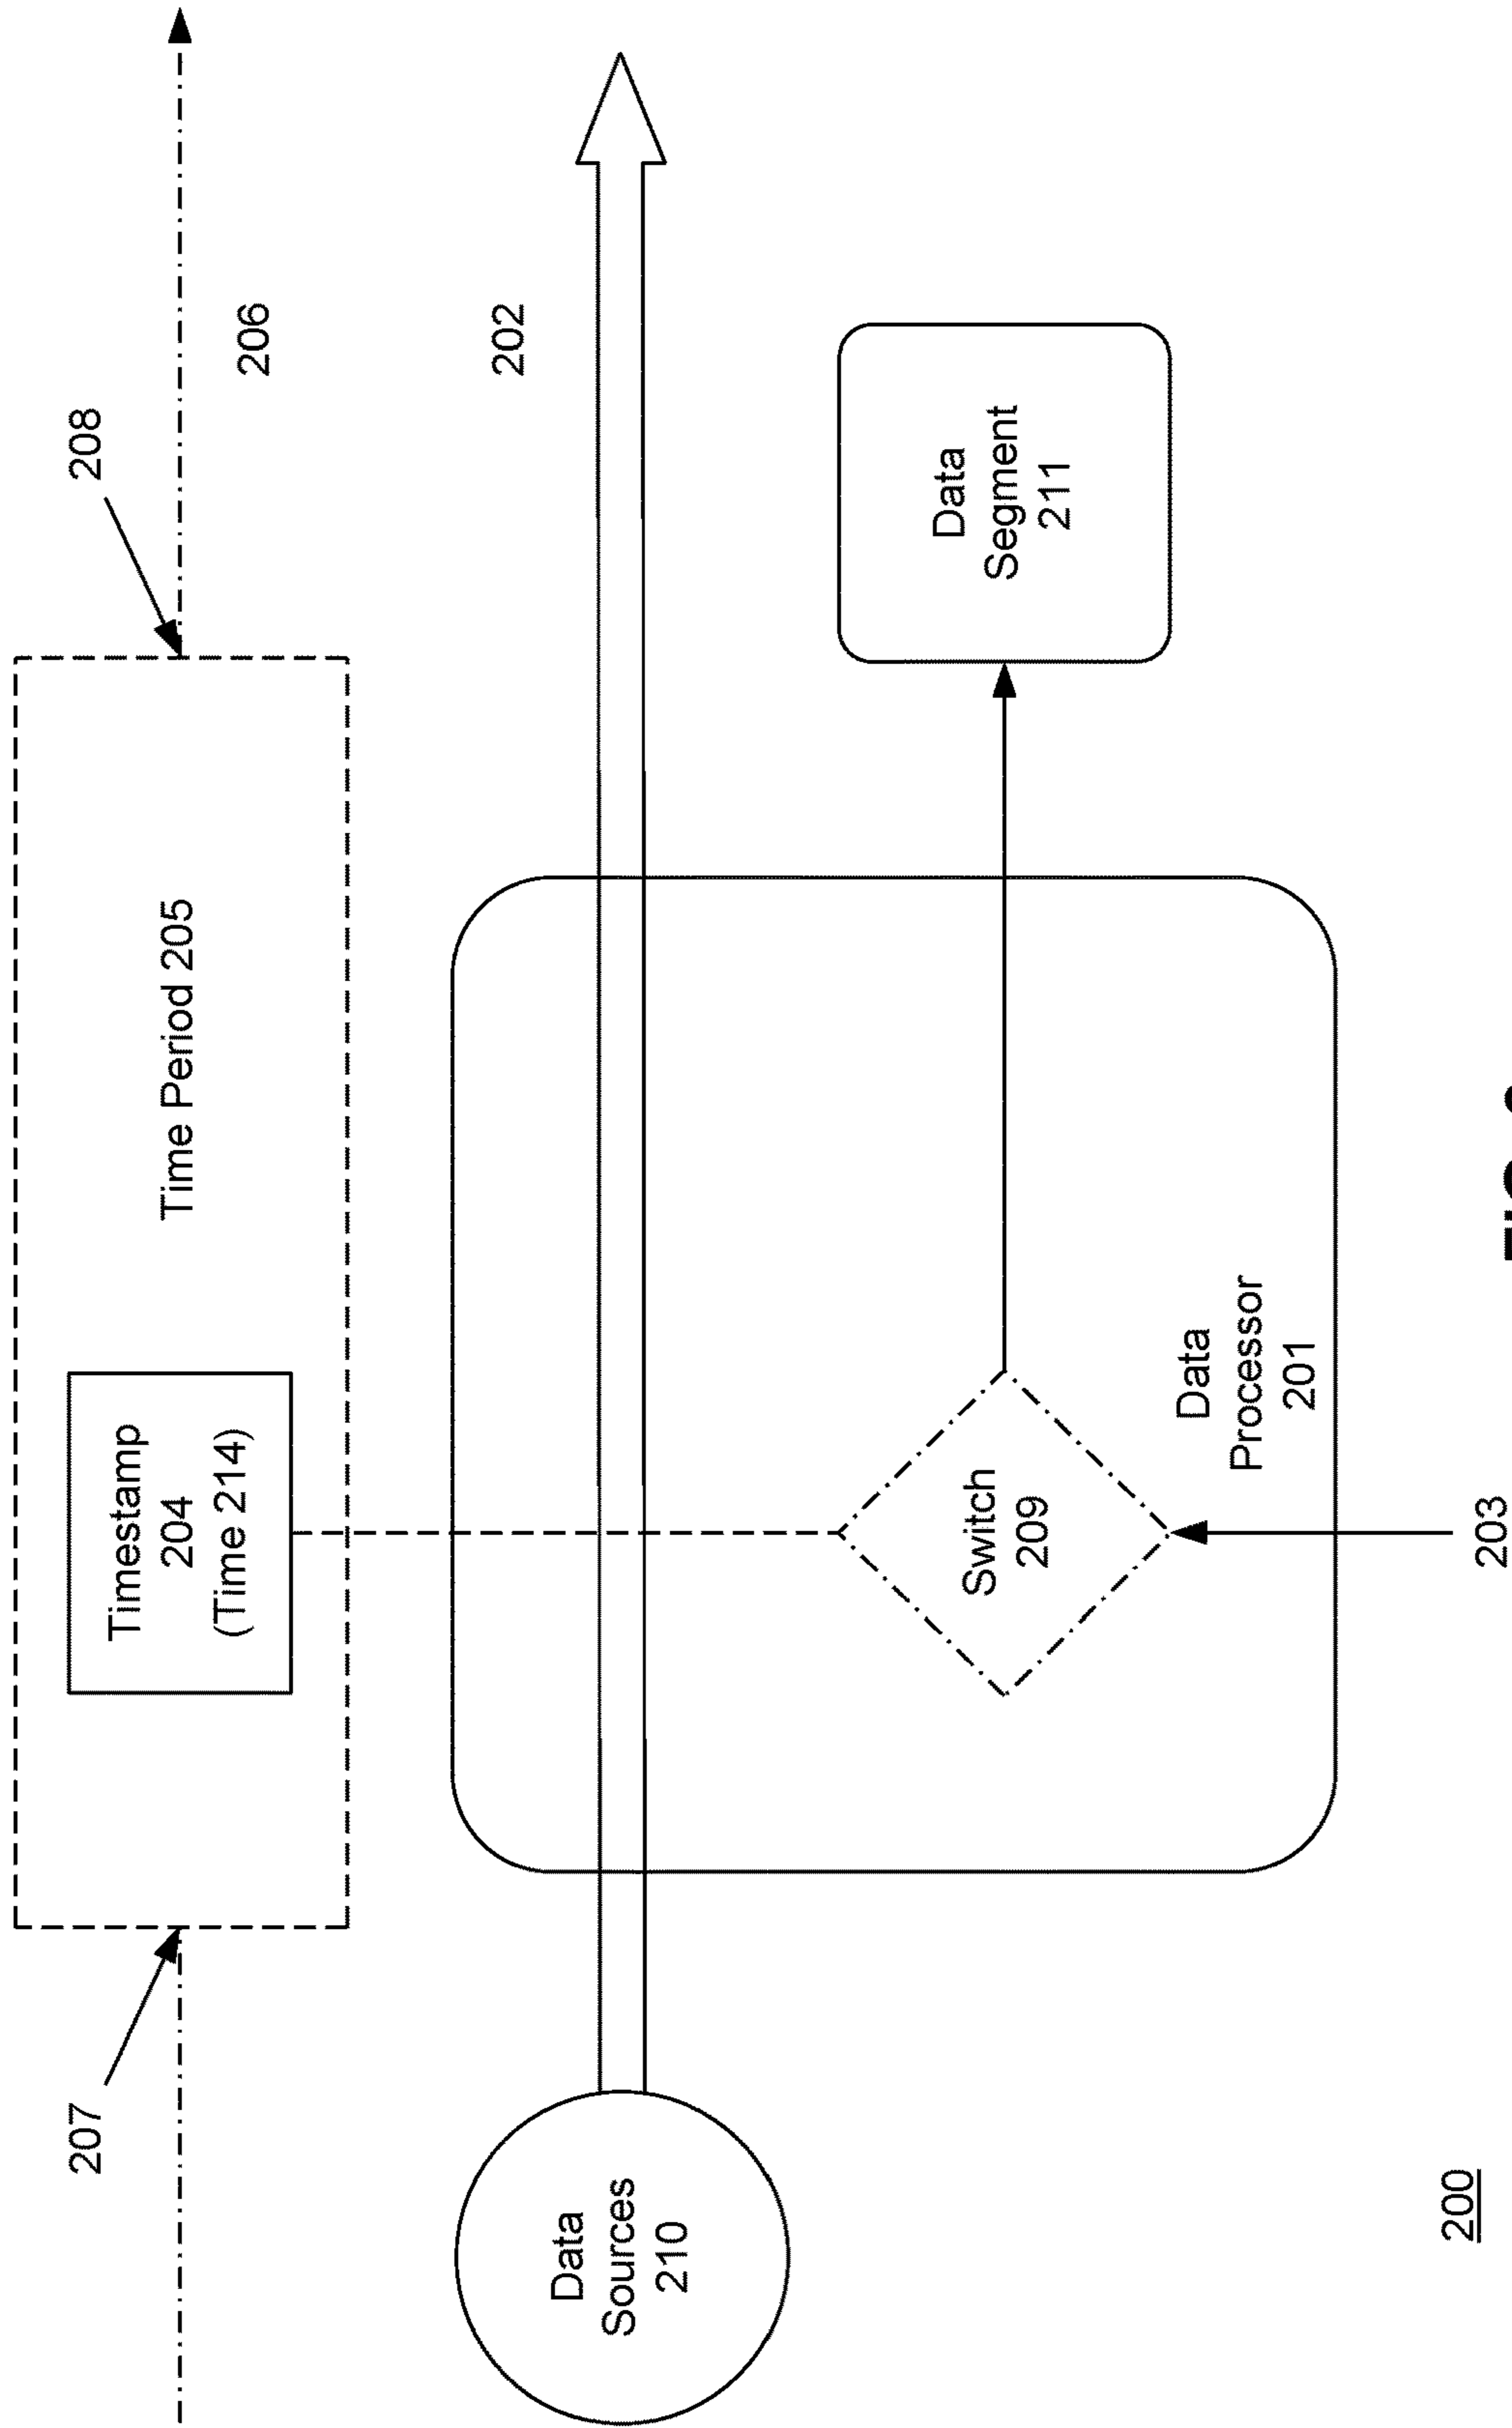 207
208
Timestamp
204
(Time 214)
Time Period 205
206
202
Data
Sources
210
Switch
209
Data
Segment
211
Data
Processor
201
203
200